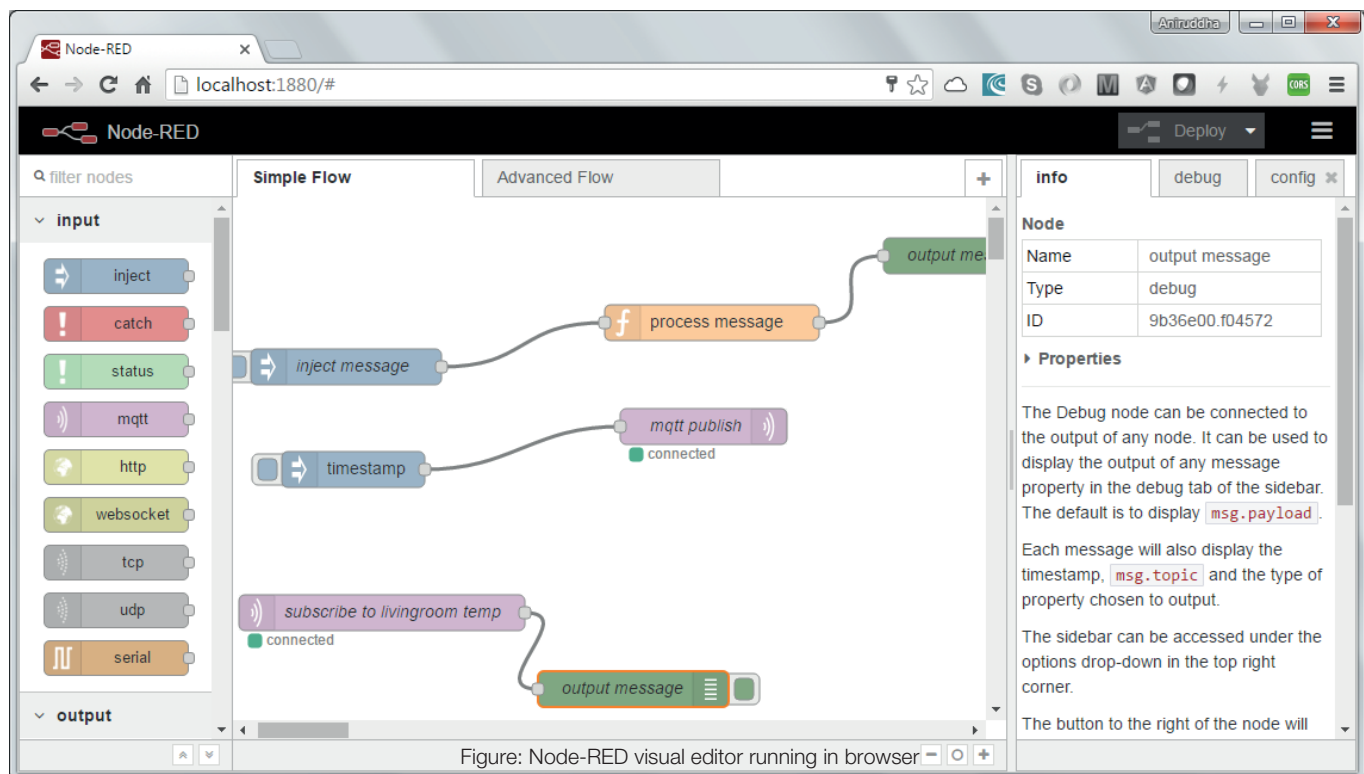 Aniruddha
Node-RED
localhost:1880/#
CORS
Node-RED
Deploy
filter nodes
Simple Flow
Advanced Flow
info
debug
config
input
inject
catch
status
mqtt
http
websocket
tcp
udp
serial
output
output me
process message
inject message
mqtt publish
connected
timestamp
subscribe to livingroom temp
connected
output message
Node
Name output message
Type debug
ID 9b36e00.f04572
Properties
The Debug node can be connected to
the output of any node. It can be used to
display the output of any message
property in the debug tab of the sidebar.
The default is to display msg.payload.
Each message will also display the
timestamp, msg.topic and the type of
property chosen to output.
The sidebar can be accessed under the
options drop-down in the top right
corner.
The button to the right of the node will
Figure: Node-RED visual editor running in browser